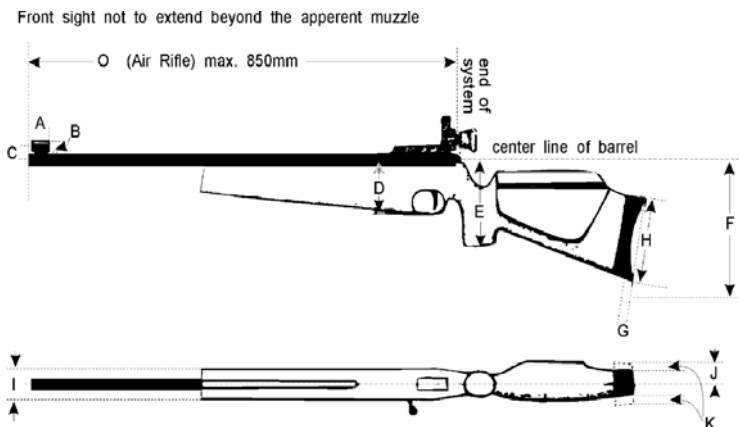 Front sight not to extend beyond the apperent muzzle
O (Air Rifle) max. 850mm
end of
system
A
B
C
center line of barrel
D
E
F
H
G
I
J
K